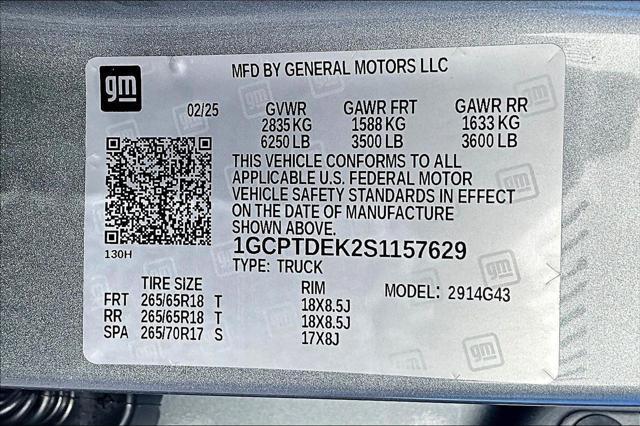 gm
MFD BY GENERAL MOTORS LLC
02/25 GVWR GAWR FRT GAWR RR
2835 KG 1588 KG 1633 KG
6250 LB 3500 LB 3600 LB
THIS VEHICLE CONFORMS TO ALL
APPLICABLE U.S. FEDERAL MOTOR
VEHICLE SAFETY STANDARDS IN EFFECT
ON THE DATE OF MANUFACTURE
SHOWN ABOVE.
130H
1GCPTDEK2S1157629
TYPE: TRUCK
TIRE SIZE RIM MODEL: 2914G43
FRT 265/65R18 T 18X8.5J
RR 265/65R18 T 18X8.5J
SPA 265/70R17 S 17X8J